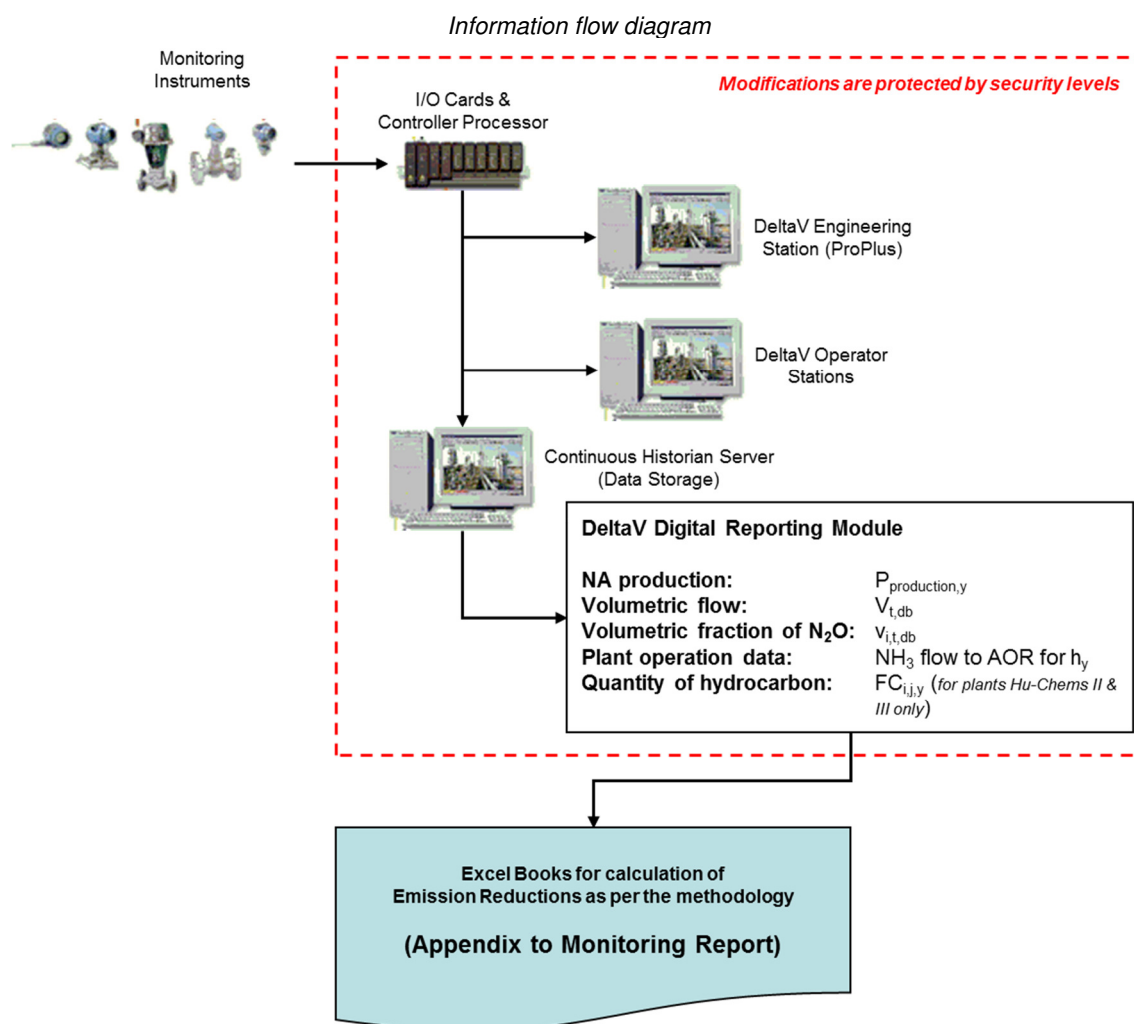 Information flow diagram
Monitoring
Instruments
Modifications are protected by security levels
I/O Cards &
Controller Processor
DeltaV Engineering
Station (ProPlus)
DeltaV Operator
Stations
Continuous Historian Server
(Data Storage)
DeltaV Digital Reporting Module
NA production: Pproduction,y
Volumetric flow: Vt,db
Volumetric fraction of N2O: vi,t,db
Plant operation data: NH3 flow to AOR for hy
Quantity of hydrocarbon: FCi,j,y (for plants Hu-Chems II &
III only)
Excel Books for calculation of
Emission Reductions as per the methodology
(Appendix to Monitoring Report)